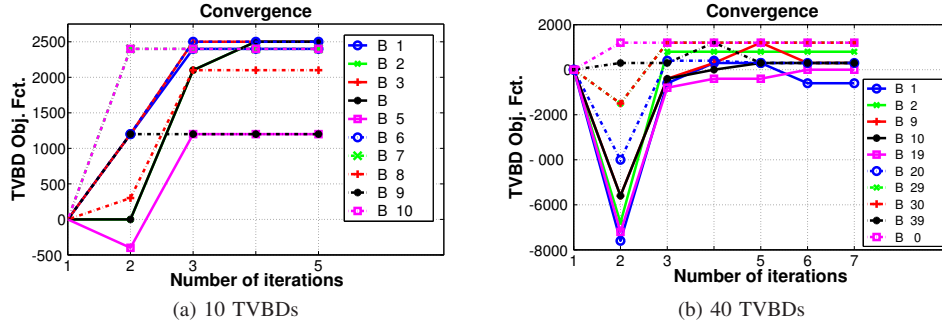 Convergence
TVBD Obj. Fct.
2500
2000
1500
1000
500
0
-500
1 2 3 4 5
Number of iterations
B 1
B 2
B 3
B
B 5
B 6
B 7
B 8
B 9
B 10
(a) 10 TVBDs
Convergence
TVBD Obj. Fct.
2000
0
-2000
- 000
-6000
-8000
1 2 3 4 5 6 7
Number of iterations
B 1
B 2
B 9
B 10
B 19
B 20
B 29
B 30
B 39
B 0
(b) 40 TVBDs